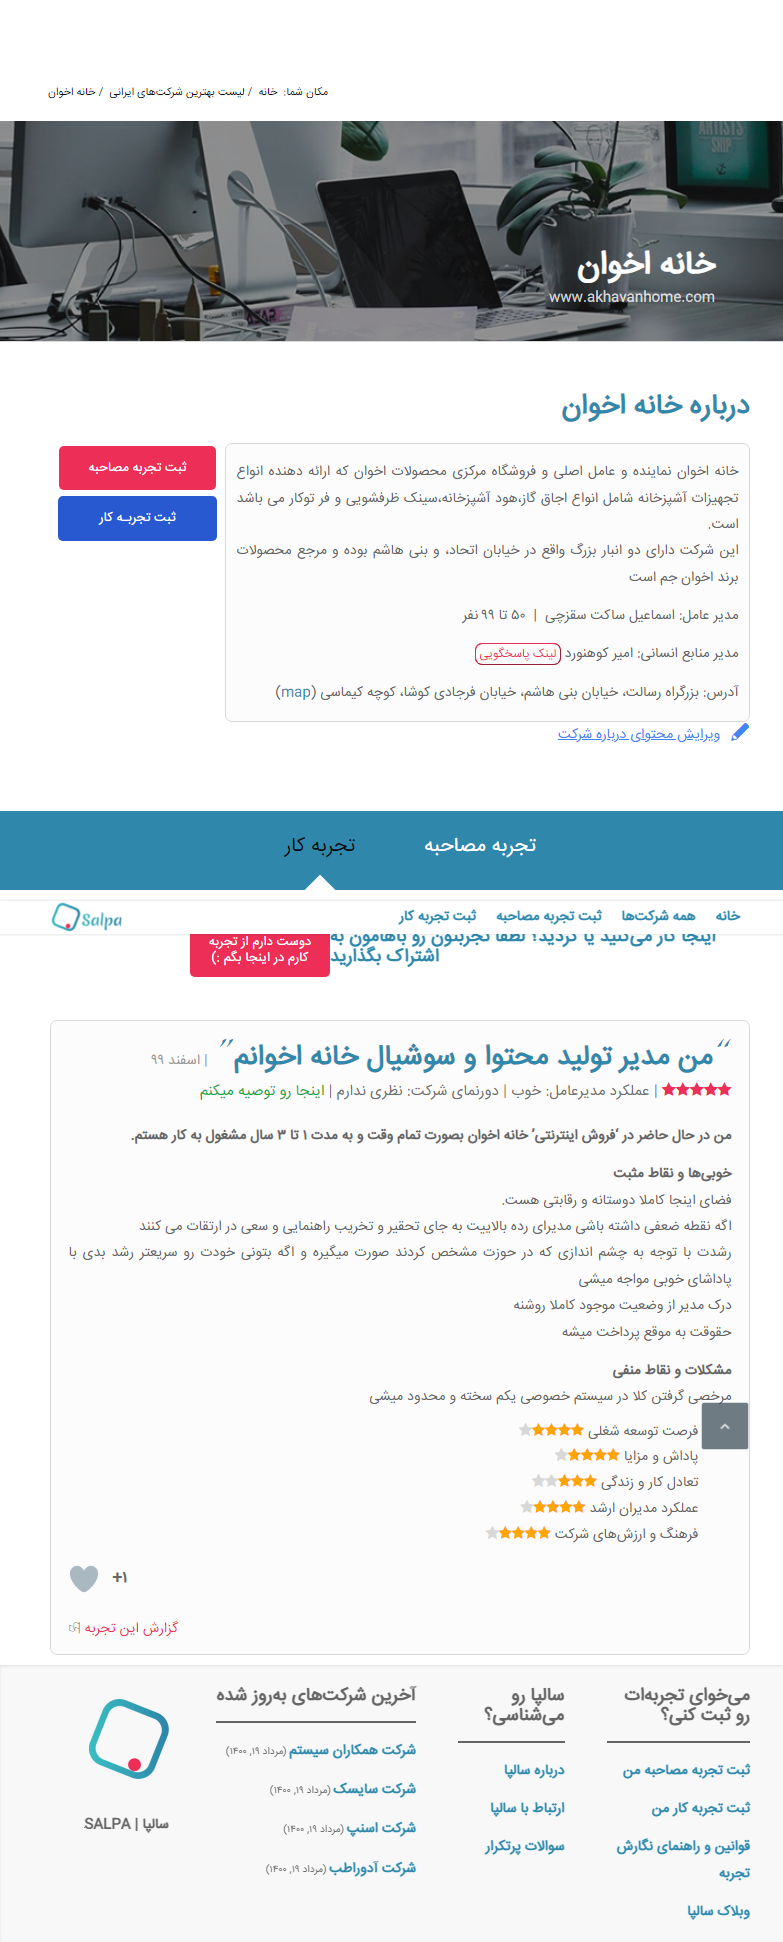 مکان شما: خانه / لیست بهترین شرکت‌های ایرانی / خانه اخوان
ARTISTS
SHIP
خانه اخوان
www.akhavanhome.com
درباره خانه اخوان
خانه اخوان نماینده و عامل اصلی و فروشگاه مرکزی محصولات اخوان که ارائه دهنده انواع
تجهیزات آشپزخانه شامل انواع اجاق گاز،هود آشپزخانه،سینک ظرفشویی و فر توکار می باشد
است.
این شرکت دارای دو انبار بزرگ واقع در خیابان اتحاد، و بنی هاشم بوده و مرجع محصولات
برند اخوان جم است
مدیر عامل: اسماعیل ساکت سقزچی | ۵۰ تا ۹۹ نفر
مدیر منابع انسانی: امیر کوهنورد لینک پاسخگویی
آدرس: بزرگراه رسالت، خیابان بنی هاشم، خیابان فرجادی کوشا، کوچه کیماسی (map)
ثبت تجربه مصاحبه
ثبت تجربـه کار
ویرایش محتوای درباره شرکت
تجربه مصاحبه
تجربه کار
خانه همه شرکت‌ها ثبت تجربه مصاحبه ثبت تجربه کار
Salpa
اینجا کار می‌کنید یا کردید؟ لطفا تجربتون رو باهامون به
اشتراک بگذارید
دوست دارم از تجربه
کارم در اینجا بگم :)
"من مدیر تولید محتوا و سوشیال خانه اخوانم" | اسفند ۹۹
| عملکرد مدیرعامل: خوب | دورنمای شرکت: نظری ندارم | اینجا رو توصیه میکنم
من در حال حاضر در ‘فروش اینترنتی’ خانه اخوان بصورت تمام وقت و به مدت ۱ تا ۳ سال مشغول به کار هستم.
خوبی‌ها و نقاط مثبت
فضای اینجا کاملا دوستانه و رقابتی هست.
اگه نقطه ضعفی داشته باشی مدیرای رده بالاییت به جای تحقیر و تخریب راهنمایی و سعی در ارتقات می کنند
رشدت با توجه به چشم اندازی که در حوزت مشخص کردند صورت میگیره و اگه بتونی خودت رو سریعتر رشد بدی با
پاداشای خوبی مواجه میشی
درک مدیر از وضعیت موجود کاملا روشنه
حقوقت به موقع پرداخت میشه
مشکلات و نقاط منفی
مرخصی گرفتن کلا در سیستم خصوصی یکم سخته و محدود میشی
فرصت توسعه شغلی
پاداش و مزایا
تعادل کار و زندگی
عملکرد مدیران ارشد
فرهنگ و ارزش‌های شرکت
+۱
گزارش این تجربه
می‌خوای تجربه‌ات
رو ثبت کنی؟
ثبت تجربه مصاحبه من
ثبت تجربه کار من
قوانین و راهنمای نگارش
تجربه
وبلاک سالپا
سالپا رو
می‌شناسی؟
درباره سالپا
ارتباط با سالپا
سوالات پرتکرار
آخرین شرکت‌های به‌روز شده
شرکت همکاران سیستم (مرداد ۱۹, ۱۴۰۰)
شرکت سایسک (مرداد ۱۹, ۱۴۰۰)
شرکت اسنپ (مرداد ۱۹, ۱۴۰۰)
شرکت آدوراطب (مرداد ۱۹, ۱۴۰۰)
سالپا | SALPA